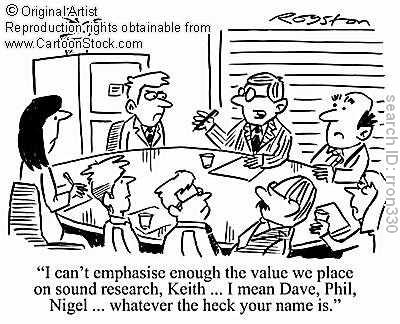 © Original Artist
Reproduction rights obtainable from
www.CartoonStock.com
Royston
search ID: rron330
“I can’t emphasise enough the value we place
on sound research, Keith ... I mean Dave, Phil,
Nigel ... whatever the heck your name is.”